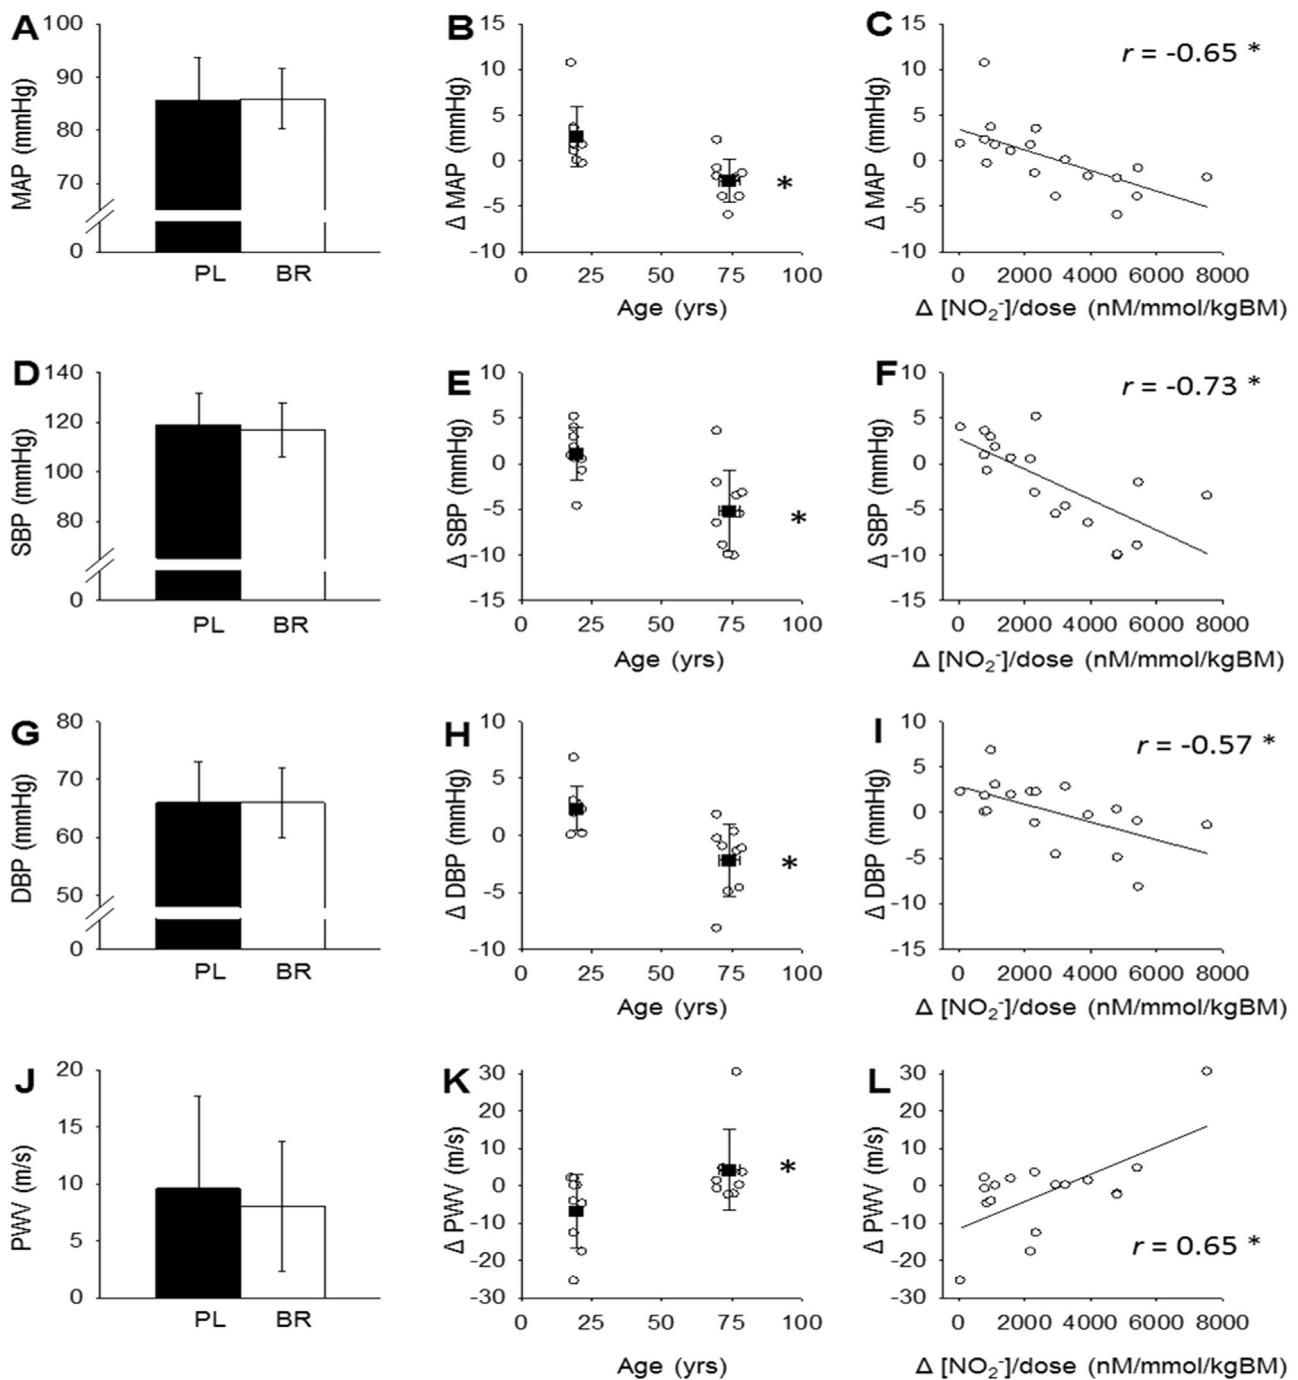 A
MAP (mmHg)
100
90
80
70
0
PL BR
B
Δ MAP (mmHg)
15
10
5
0
-5
-10
0 25 50 75 100
Age (yrs)
*
C
Δ MAP (mmHg)
15
10
5
0
-5
-10
r = -0.65 *
0 2000 4000 6000 8000
Δ [NO₂⁻]/dose (nM/mmol/kgBM)
D
SBP (mmHg)
140
120
100
80
0
PL BR
E
Δ SBP (mmHg)
10
5
0
-5
-10
-15
0 25 50 75 100
Age (yrs)
*
F
Δ SBP (mmHg)
10
5
0
-5
-10
-15
r = -0.73 *
0 2000 4000 6000 8000
Δ [NO₂⁻]/dose (nM/mmol/kgBM)
G
DBP (mmHg)
80
70
60
50
0
PL BR
H
Δ DBP (mmHg)
10
5
0
-5
-10
0 25 50 75 100
Age (yrs)
*
I
Δ DBP (mmHg)
10
5
0
-5
-10
-15
r = -0.57 *
0 2000 4000 6000 8000
Δ [NO₂⁻]/dose (nM/mmol/kgBM)
J
PWV (m/s)
20
15
10
5
0
PL BR
K
Δ PWV (m/s)
30
20
10
0
-10
-20
-30
0 25 50 75 100
Age (yrs)
*
L
Δ PWV (m/s)
30
20
10
0
-10
-20
-30
r = 0.65 *
0 2000 4000 6000 8000
Δ [NO₂⁻]/dose (nM/mmol/kgBM)